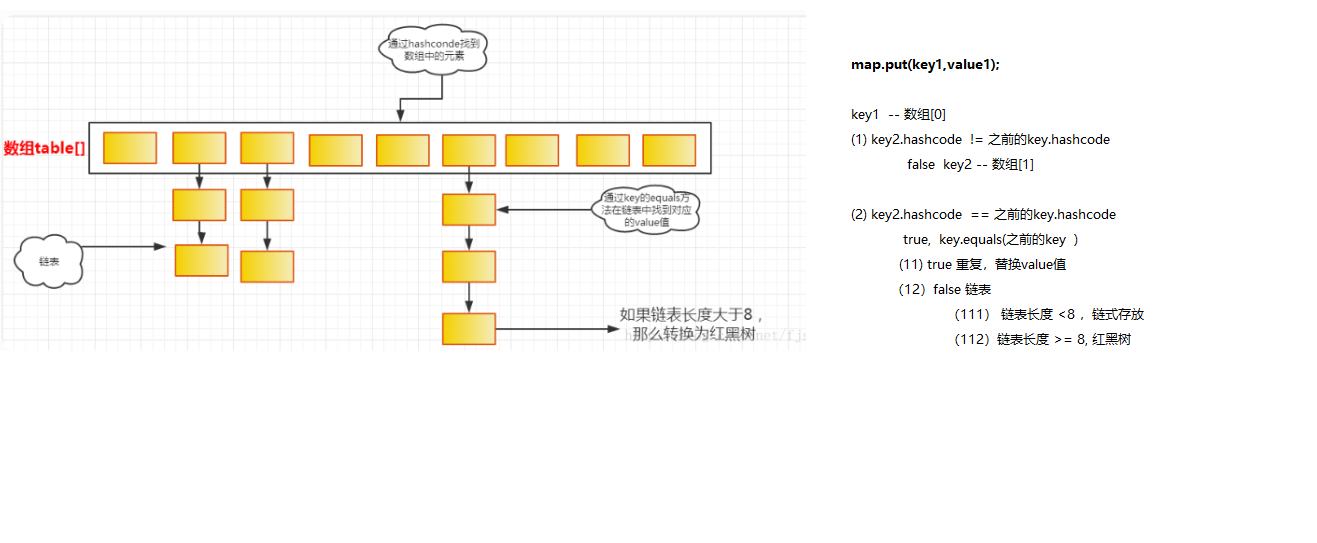 通过hashconde找到
数组中的元素
数组table[]
通过key的equals方
法在链表中找到对应
的value值
链表
如果链表长度大于8，
那么转换为红黑树
map.put(key1,value1);
key1 -- 数组[0]
(1) key2.hashcode != 之前的key.hashcode
false key2 -- 数组[1]
(2) key2.hashcode == 之前的key.hashcode
true, key.equals(之前的key )
(11) true 重复，替换value值
(12）false 链表
(111） 链表长度 <8 ，链式存放
(112）链表长度 >= 8, 红黑树